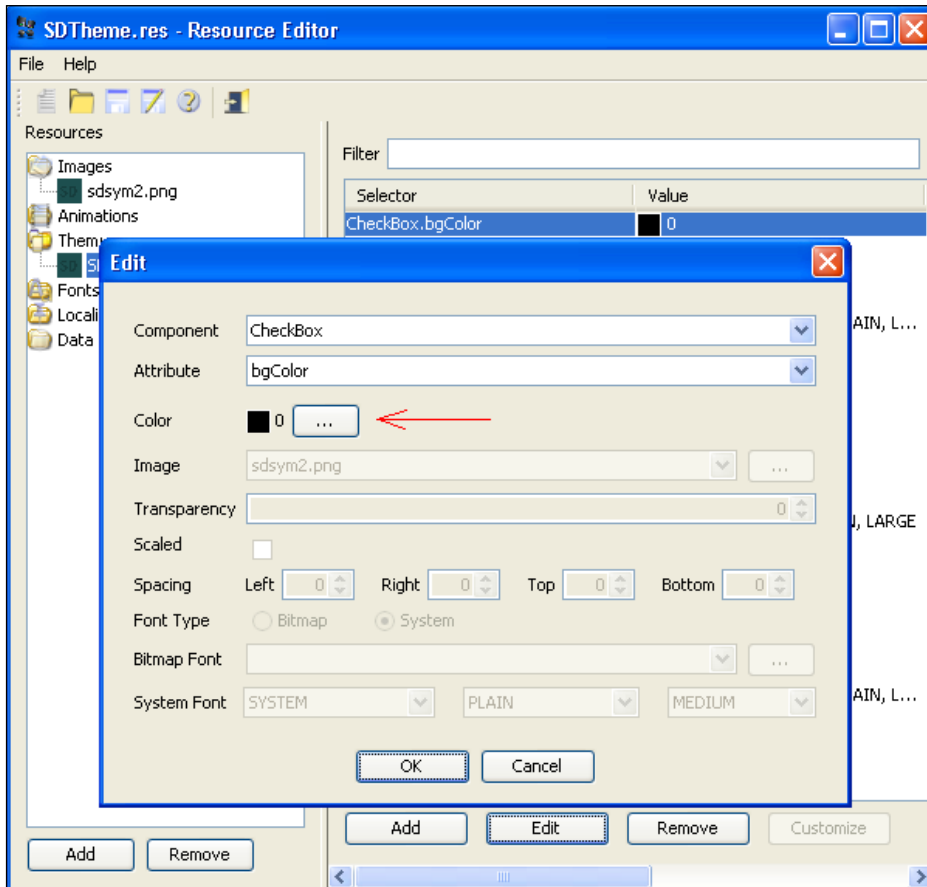 SDTheme.res - Resource Editor
File Help
Resources
Images
sdsym2.png
Animations
Fonts
Data
Filter
Selector Value
CheckBox.bgColor 0
AIN, L...
LARGE
AIN, L...
Edit
Component CheckBox
Attribute bgColor
Color 0 ...
Image sdsym2.png ...
Transparency 0
Scaled
Spacing Left 0 Right 0 Top 0 Bottom 0
Font Type Bitmap System
Bitmap Font ...
System Font SYSTEM PLAIN MEDIUM
OK Cancel
Add Edit Remove Customize
Add Remove